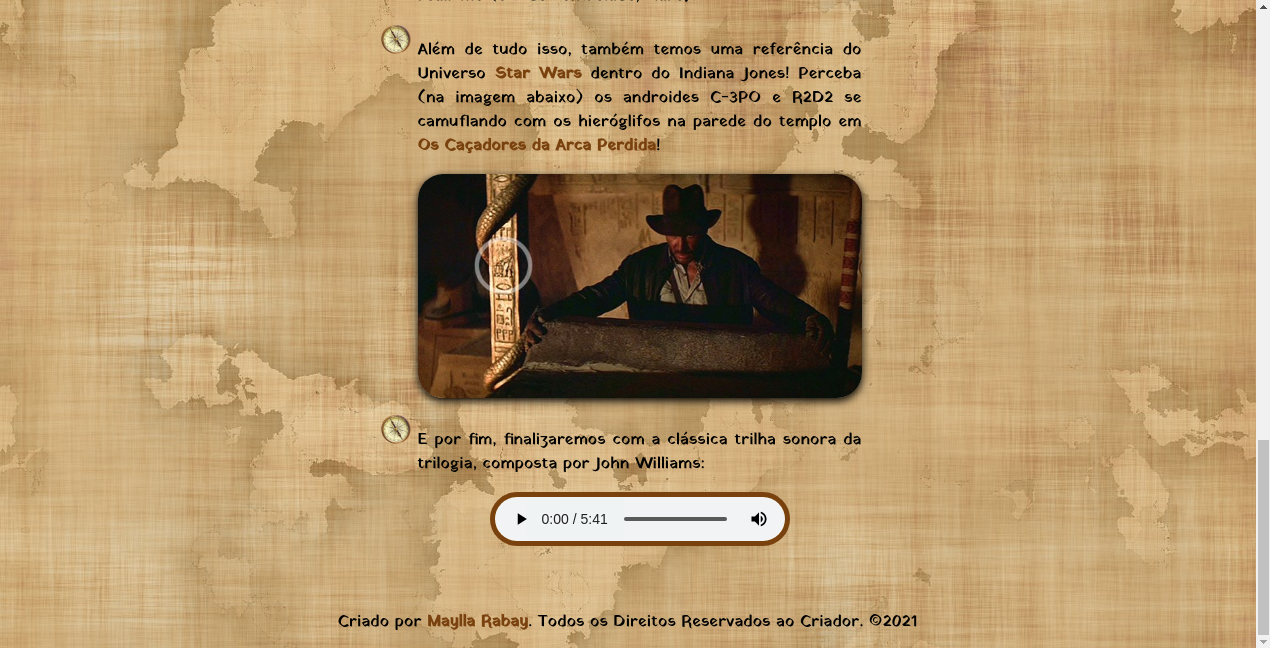 Além de tudo isso, também temos uma referência do
Universo Star Wars dentro do Indiana Jones! Perceba
(na imagem abaixo) os androides C-3PO e R2D2 se
camuflando com os hieróglifos na parede do templo em
Os Caçadores da Arca Perdida!
E por fim, finalizaremos com a clássica trilha sonora da
trilogia, composta por John Williams:
0:00 / 5:41
Criado por Maylla Rabay. Todos os Direitos Reservados ao Criador. ©2021